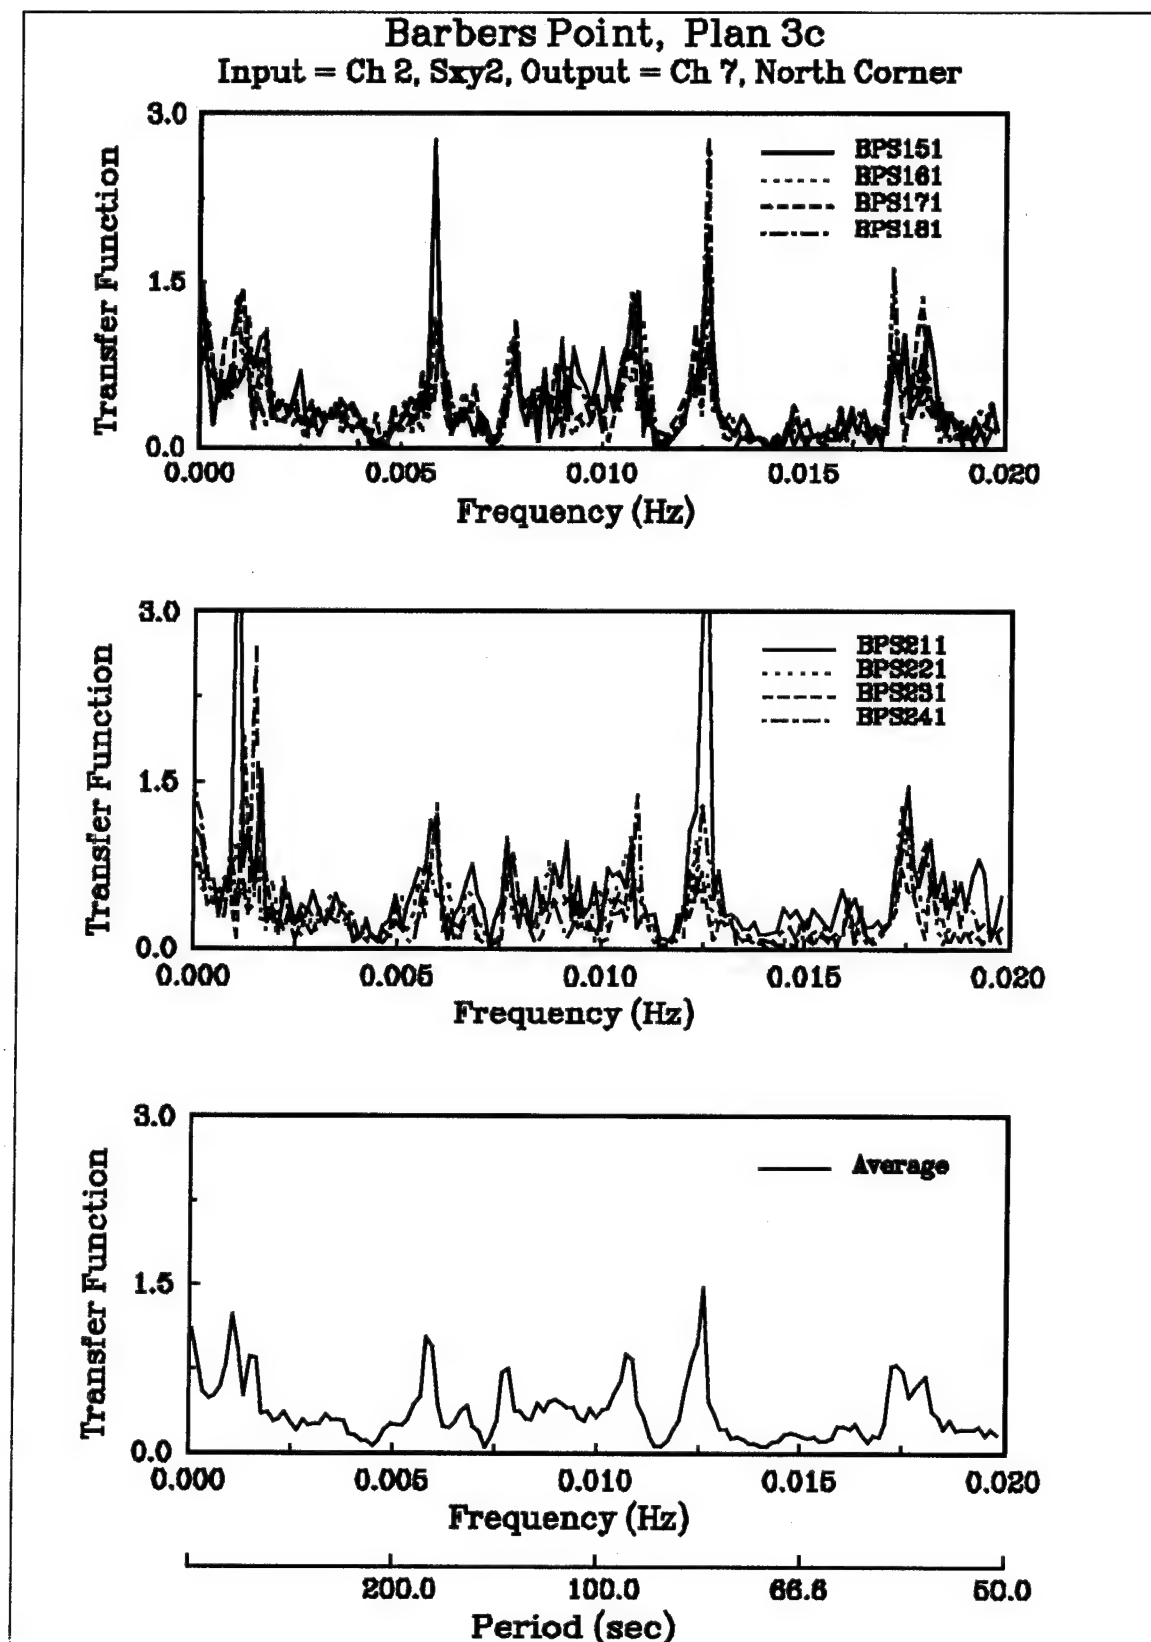 Barbers Point, Plan 3c
Input = Ch 2, Sxy2, Output = Ch 7, North Corner
3.0
1.5
0.0
Transfer Function
BPS151
BPS161
BPS171
BPS181
0.000 0.005 0.010 0.015 0.020
Frequency (Hz)
3.0
1.5
0.0
Transfer Function
BPS211
BPS221
BPS231
BPS241
0.000 0.005 0.010 0.015 0.020
Frequency (Hz)
3.0
1.5
0.0
Transfer Function
Average
0.000 0.005 0.010 0.015 0.020
Frequency (Hz)
200.0 100.0 66.6 50.0
Period (sec)